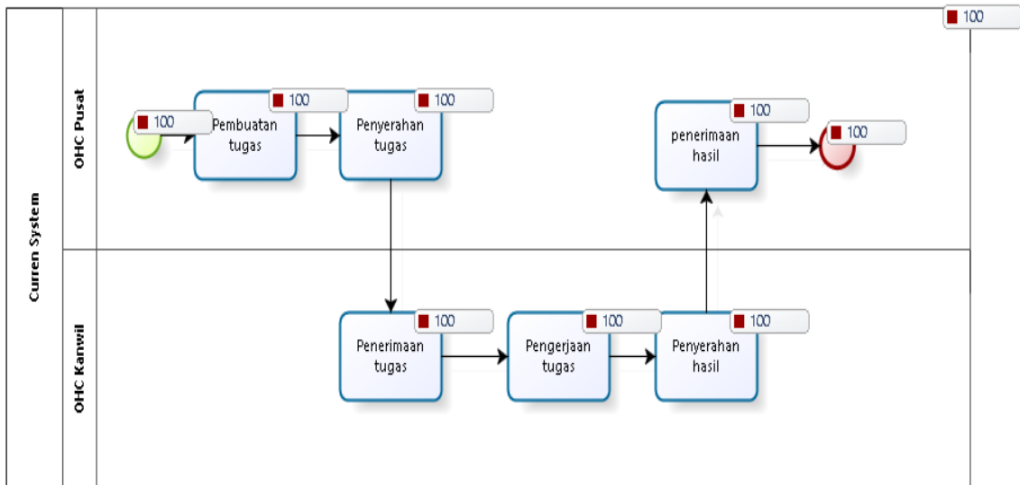 Curren System
OHC Pusat
100
100
Pembuatan
tugas
100
Penyerahan
tugas
100
penerimaan
hasil
100
100
OHC Kanwil
100
Penerimaan
tugas
100
Pengerjaan
tugas
100
Penyerahan
hasil